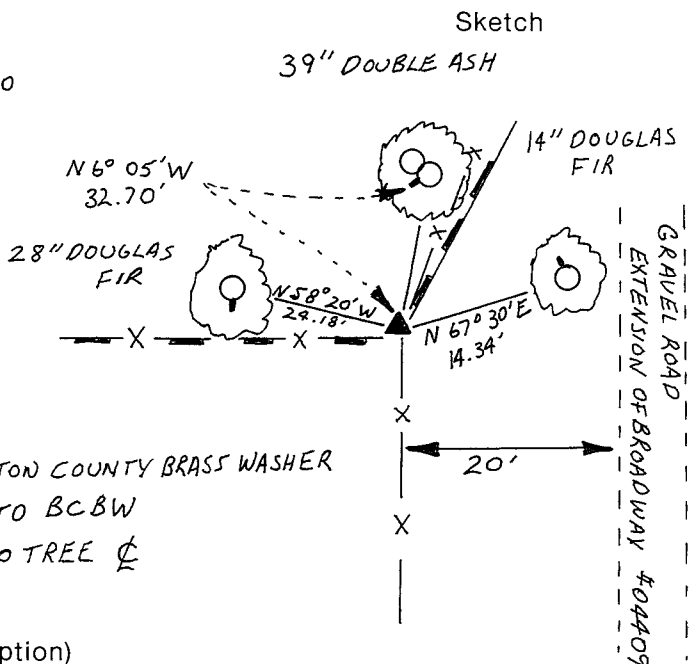 Sketch
39" DOUBLE ASH
O
14" DOUGLAS
FIR
N 6° 05' W
32.70'
28" DOUGLAS
FIR
N 58° 20' W
24.18'
N 67° 30' E
14.34'
GRAVEL ROAD
EXTENSION OF BROADWAY #04409
20'
TON COUNTY BRASS WASHER
TO BCBW
O TREE ℄
ption)